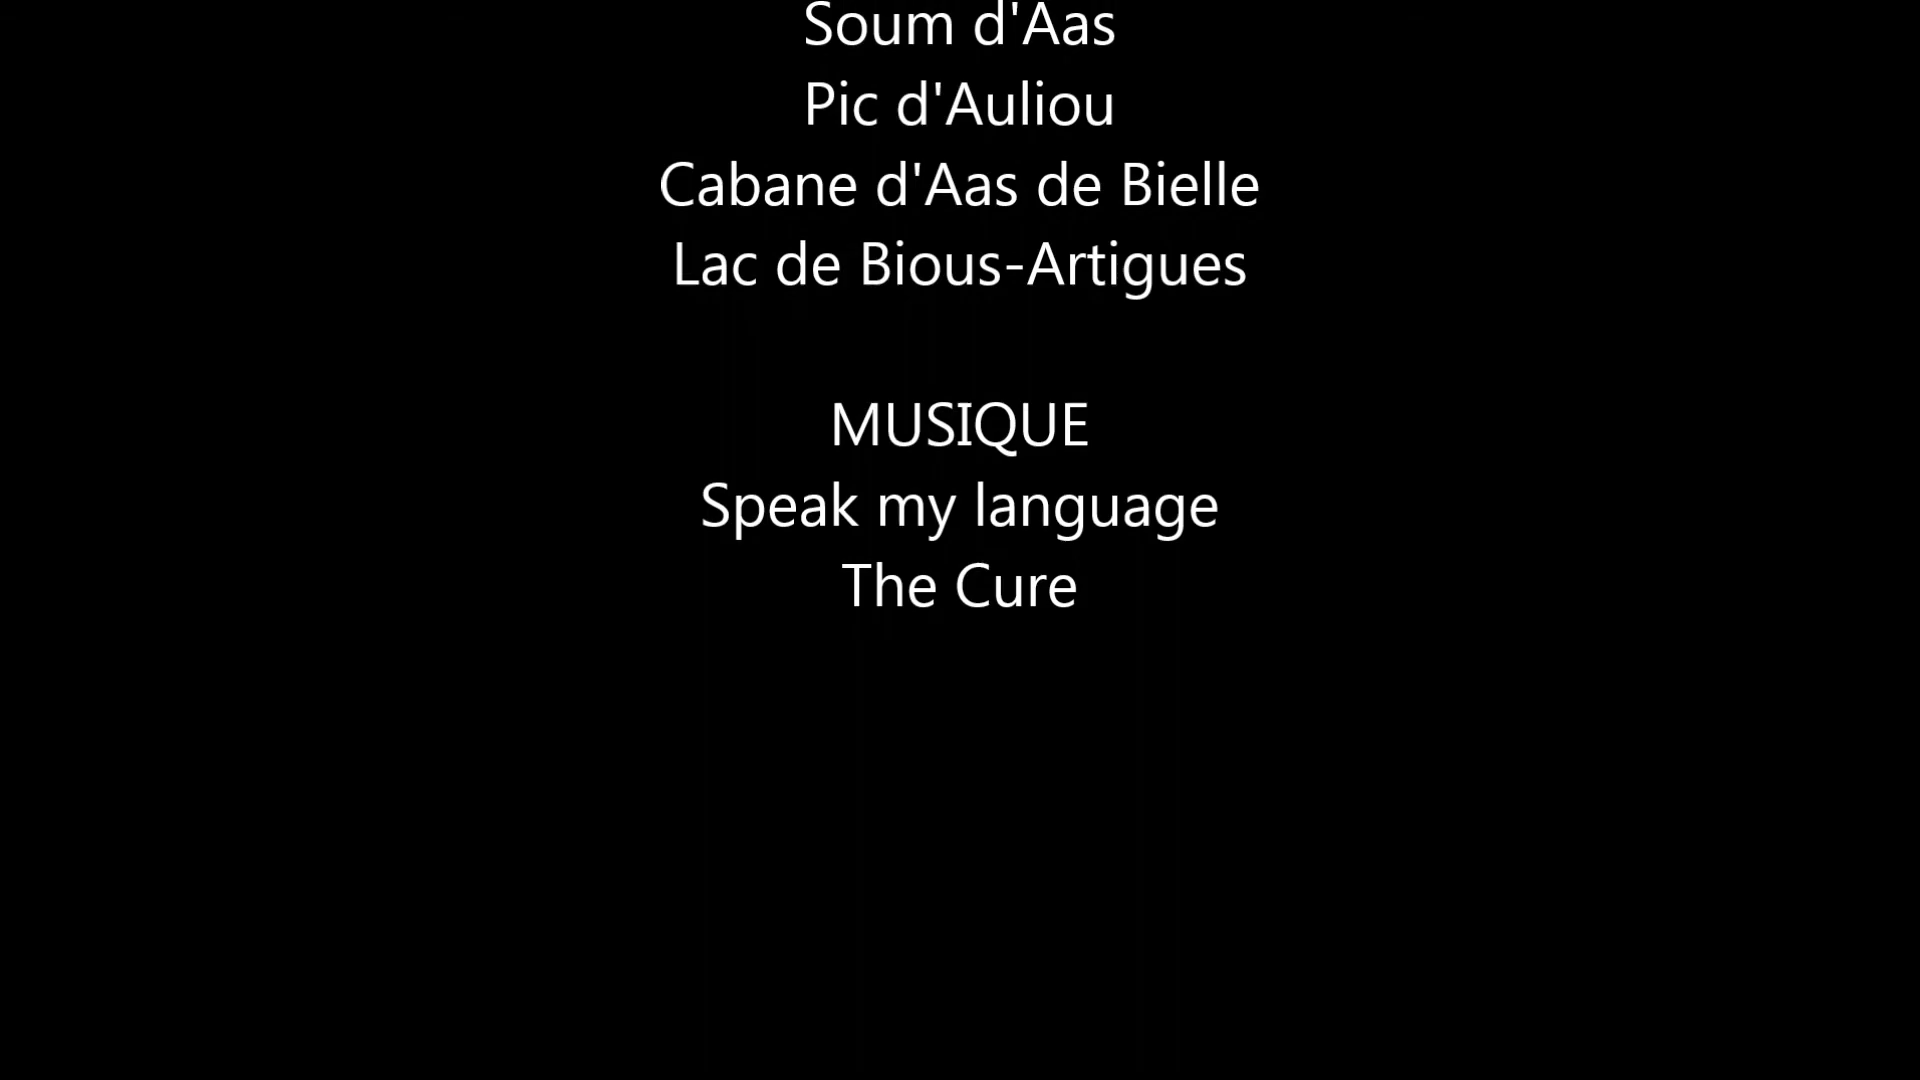 Soum d'Aas
Pic d'Auliou
Cabane d'Aas de Bielle
Lac de Bious-Artigues
MUSIQUE
Speak my language
The Cure